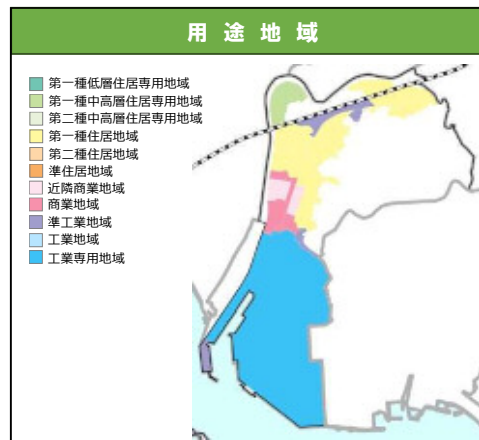 用途地域
第一種低層住居専用地域
第一種中高層住居専用地域
第二種中高層住居専用地域
第一種住居地域
第二種住居地域
準住居地域
近隣商業地域
商業地域
準工業地域
工業地域
工業専用地域